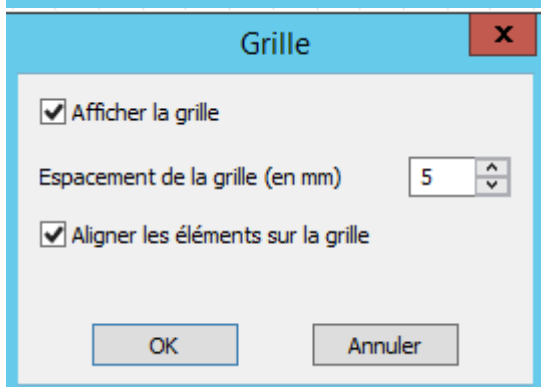 Grille
x
Afficher la grille
Espacement de la grille (en mm) 5
Aligner les éléments sur la grille
OK Annuler